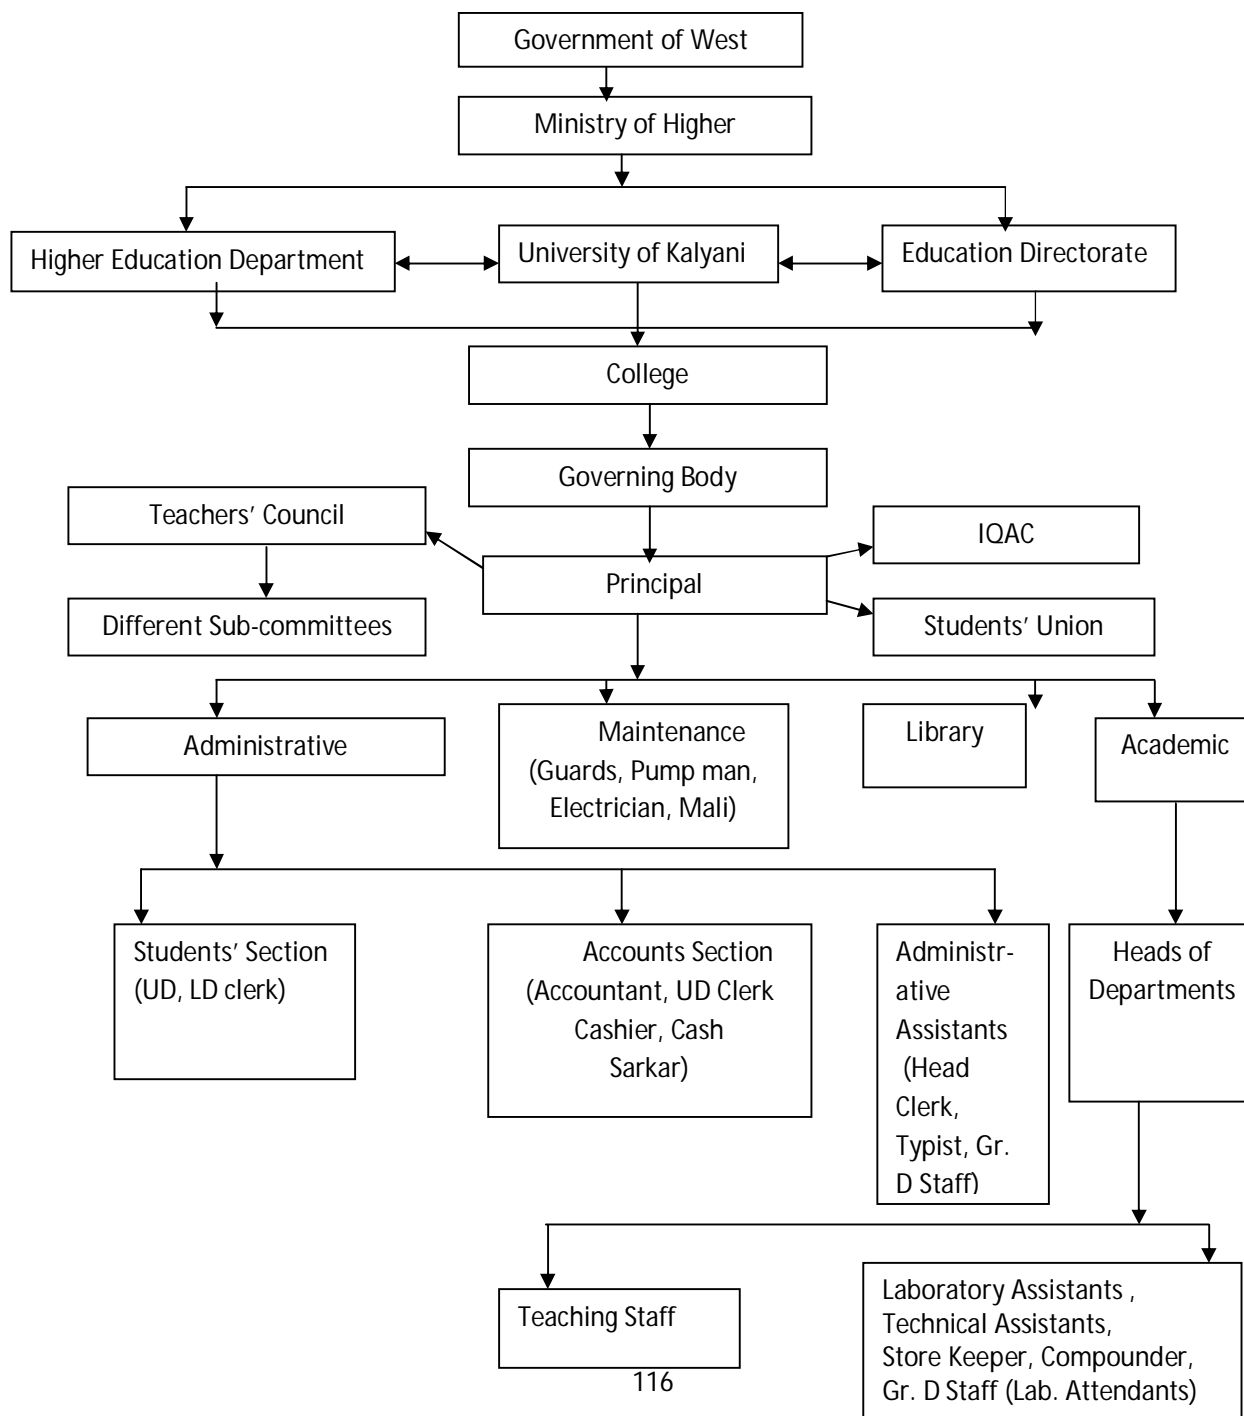 Government of West
Ministry of Higher
Higher Education Department
University of Kalyani
Education Directorate
College
Governing Body
Teachers’ Council
IQAC
Principal
Different Sub-committees
Students’ Union
Administrative
Maintenance
(Guards, Pump man,
Electrician, Mali)
Library
Academic
Students’ Section
(UD, LD clerk)
Accounts Section
(Accountant, UD Clerk
Cashier, Cash
Sarkar)
Administr-
ative
Assistants
(Head
Clerk,
Typist, Gr.
D Staff)
Heads of
Departments
Teaching Staff
Laboratory Assistants ,
Technical Assistants,
Store Keeper, Compounder,
Gr. D Staff (Lab. Attendants)
116